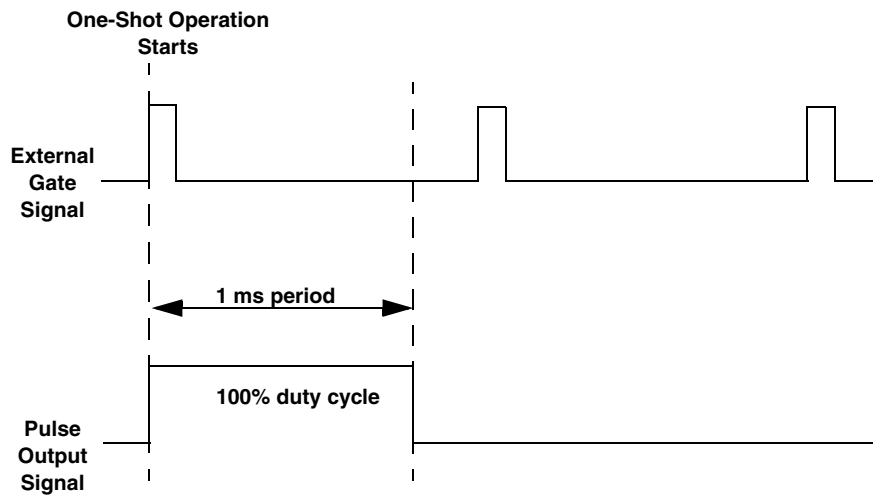 One-Shot Operation
Starts
External
Gate
Signal
1 ms period
100% duty cycle
Pulse
Output
Signal